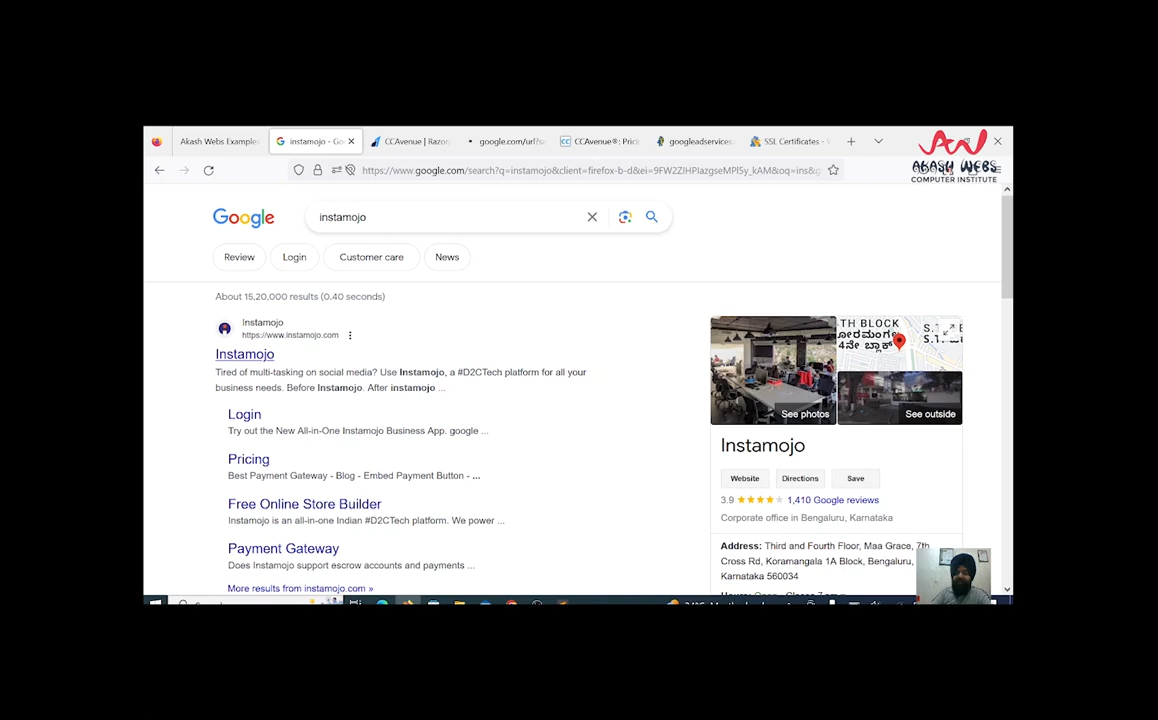 Akash Webs Examples
instamojo - Go
CCAvenue | Razor
google.com/url?s
CCAvenue®: Prici
googleadservices.
SSL Certificates -
AKASH WEBS
COMPUTER INSTITUTE
https://www.google.com/search?q=instamojo&client=firefox-b-d&ei=9FW2ZIHPIazgseMPl5y_kAM&oq=ins&g
Google
instamojo
Review
Login
Customer care
News
About 15,20,000 results (0.40 seconds)
Instamojo
https://www.instamojo.com
Instamojo
Tired of multi-tasking on social media? Use Instamojo, a #D2CTech platform for all your
business needs. Before Instamojo. After instamojo ...
Login
Try out the New All-in-One Instamojo Business App. google ...
Pricing
Best Payment Gateway - Blog - Embed Payment Button - ...
Free Online Store Builder
Instamojo is an all-in-one Indian #D2CTech platform. We power ...
Payment Gateway
Does Instamojo support escrow accounts and payments ...
More results from instamojo.com »
TH BLOCK
ೋರಮಂಗಲ
4ನೇ ಬ್ಲಾಕ್
See photos
See outside
Instamojo
Website
Directions
Save
3.9
1,410 Google reviews
Corporate office in Bengaluru, Karnataka
Address: Third and Fourth Floor, Maa Grace, 7th
Cross Rd, Koramangala 1A Block, Bengaluru,
Karnataka 560034